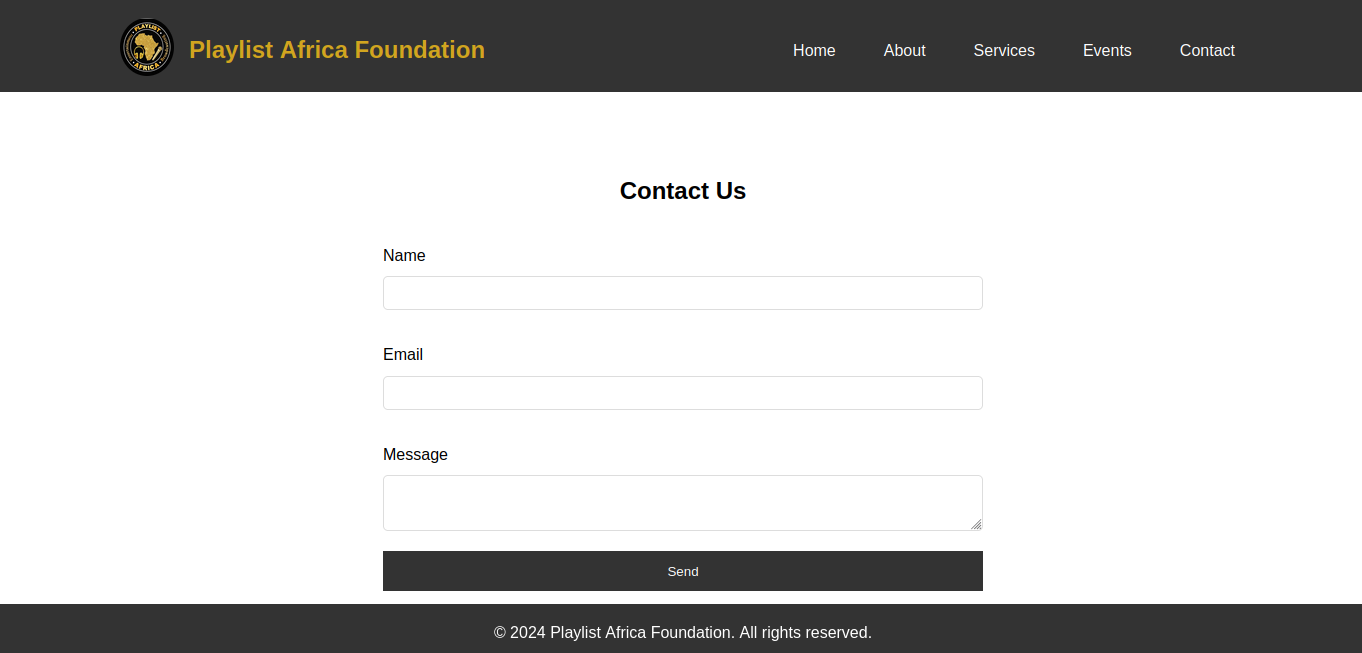 PLAYLIST
AFRICA
Playlist Africa Foundation
Home About Services Events Contact
Contact Us
Name
Email
Message
Send
© 2024 Playlist Africa Foundation. All rights reserved.